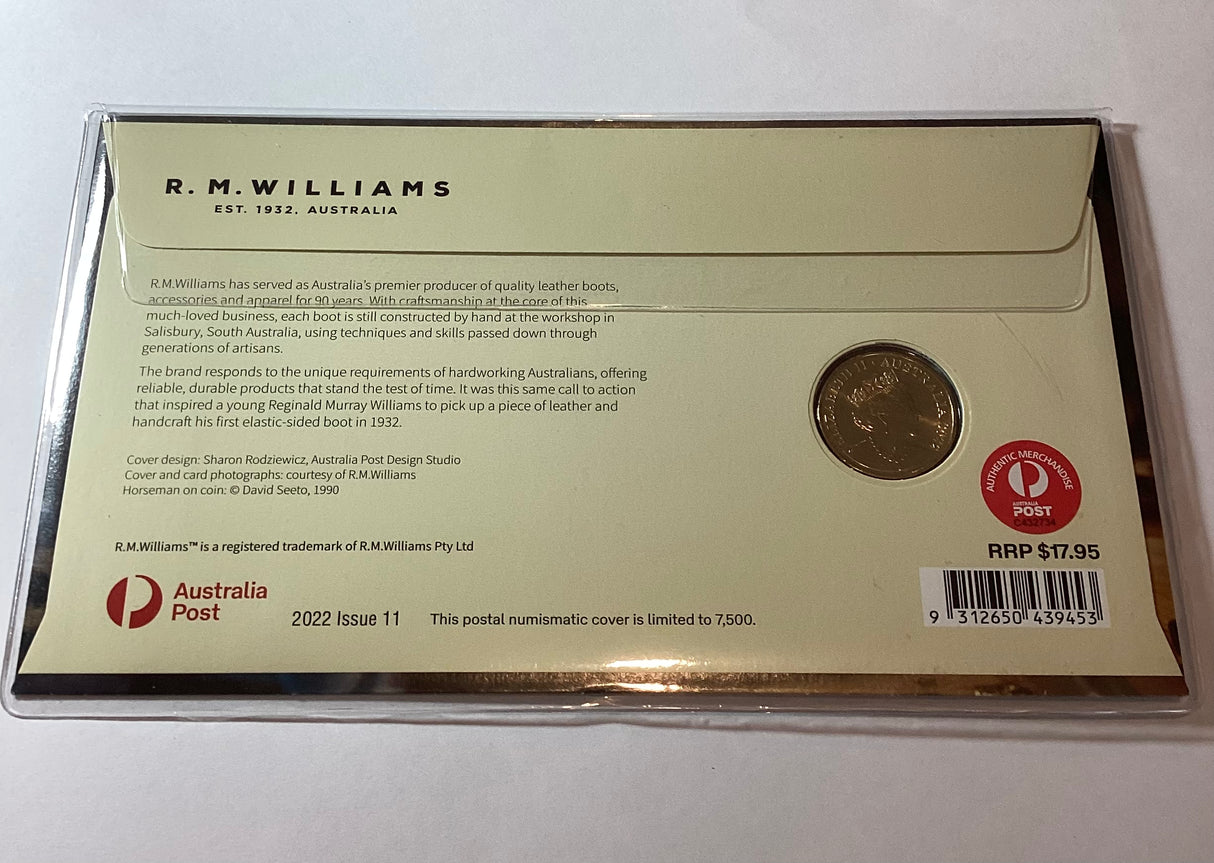 R. M. WILLIAMS
EST. 1932, AUSTRALIA
R.M.Williams has served as Australia's premier producer of quality leather boots,
accessories and apparel for 90 years. With craftsmanship at the core of this
much-loved business, each boot is still constructed by hand at the workshop in
Salisbury, South Australia, using techniques and skills passed down through
generations of artisans.
The brand responds to the unique requirements of hardworking Australians, offering
reliable, durable products that stand the test of time. It was this same call to action
that inspired a young Reginald Murray Williams to pick up a piece of leather and
handcraft his first elastic-sided boot in 1932.
ELIZABETH II • AUSTRALIA 2022
Cover design: Sharon Rodziewicz, Australia Post Design Studio
Cover and card photographs: courtesy of R.M.Williams
Horseman on coin: © David Seeto, 1990
AUTHENTIC MERCHANDISE
AUSTRALIA
POST
C432734
R.M.Williams™ is a registered trademark of R.M.Williams Pty Ltd
RRP $17.95
Australia
Post
2022 Issue 11
This postal numismatic cover is limited to 7,500.
9 312650 439453